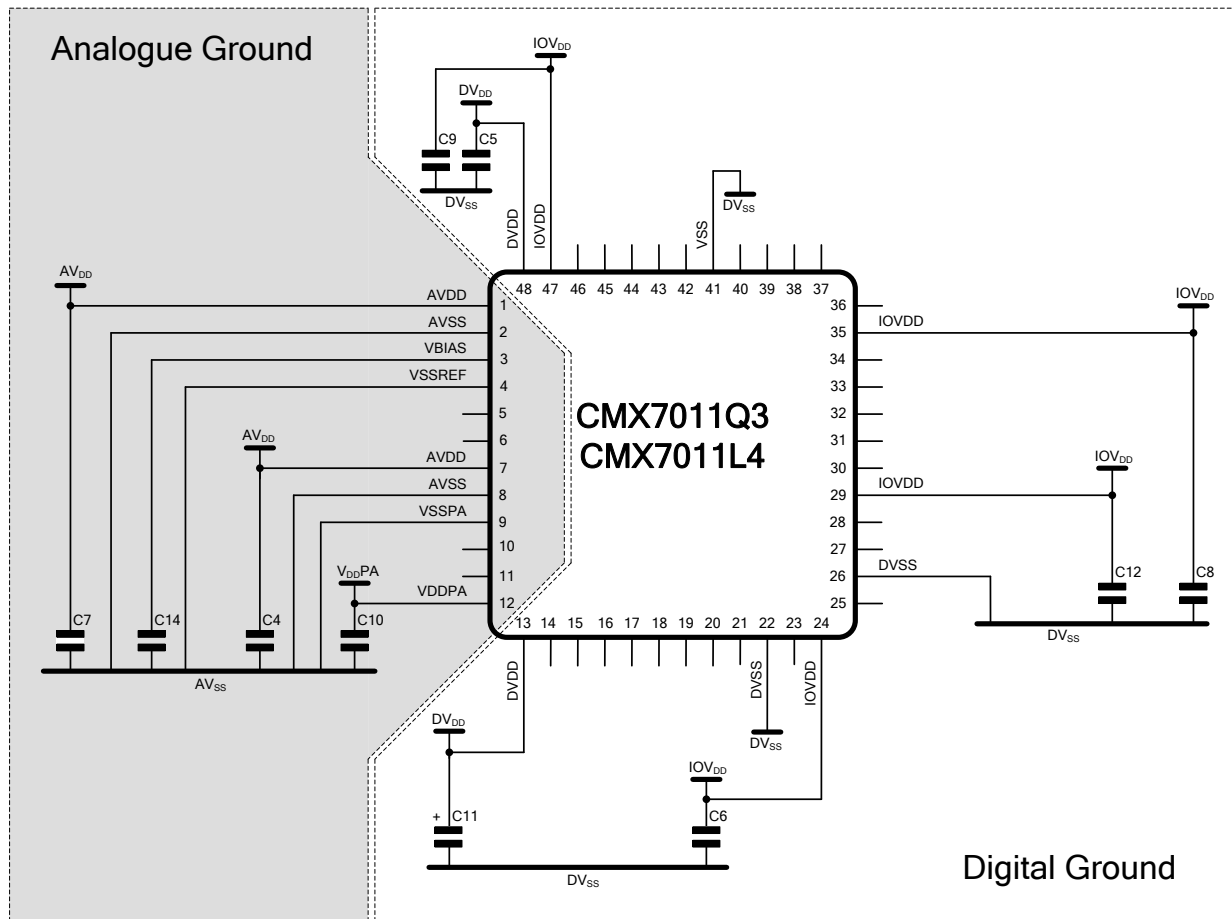 Analogue Ground
IOVDD
DVDD
C9
C5
DVSS
DVDD
IOVDD
VSS
DVSS
48
47
46
45
44
43
42
41
40
39
38
37
AVDD
AVDD
1
AVSS
2
VBIAS
3
VSSREF
4
5
6
AVDD
AVDD
7
AVSS
8
VSSPA
9
10
11
VDDPA
VDDPA
12
C7
C14
C4
C10
AVSS
CMX7011Q3
CMX7011L4
36
IOVDD
35
IOVDD
34
33
32
31
30
IOVDD
29
IOVDD
28
27
26
DVSS
25
C12
C8
DVSS
13
14
15
16
17
18
19
20
21
22
23
24
DVDD
DVSS
IOVDD
DVDD
DVSS
IOVDD
+
C11
C6
DVSS
Digital Ground